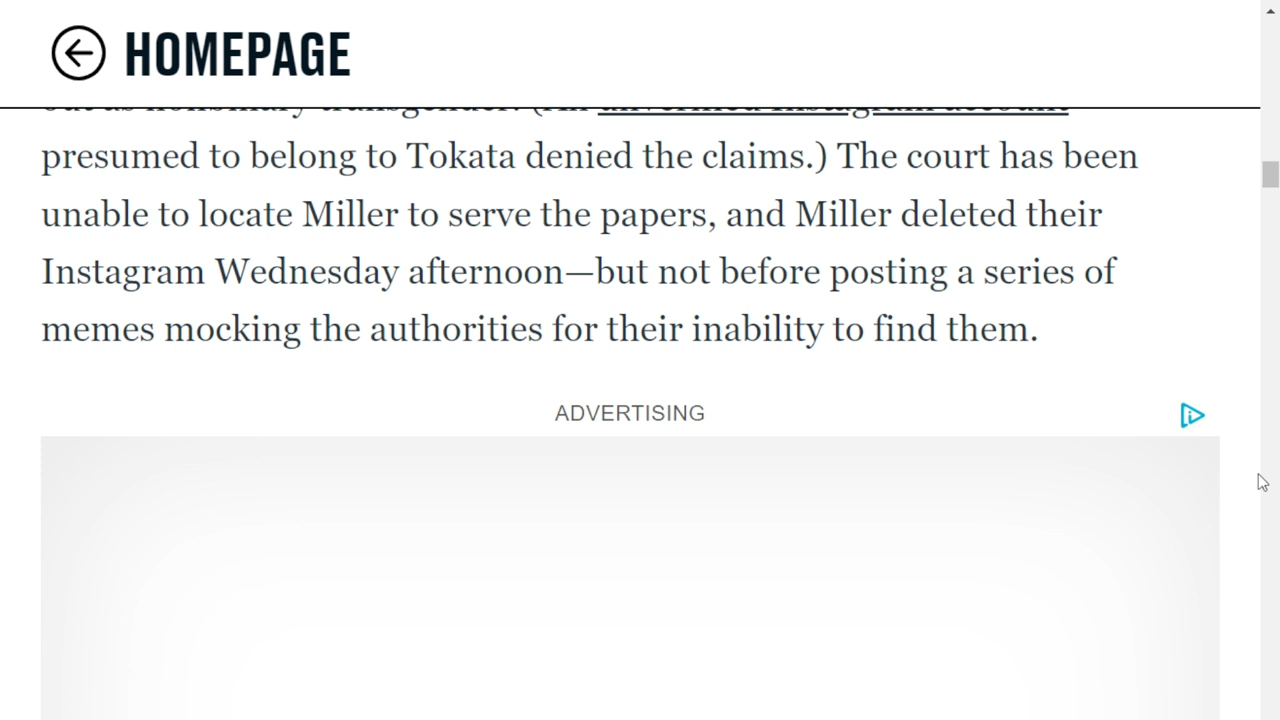 HOMEPAGE
presumed to belong to Tokata denied the claims.) The court has been
unable to locate Miller to serve the papers, and Miller deleted their
Instagram Wednesday afternoon—but not before posting a series of
memes mocking the authorities for their inability to find them.
ADVERTISING